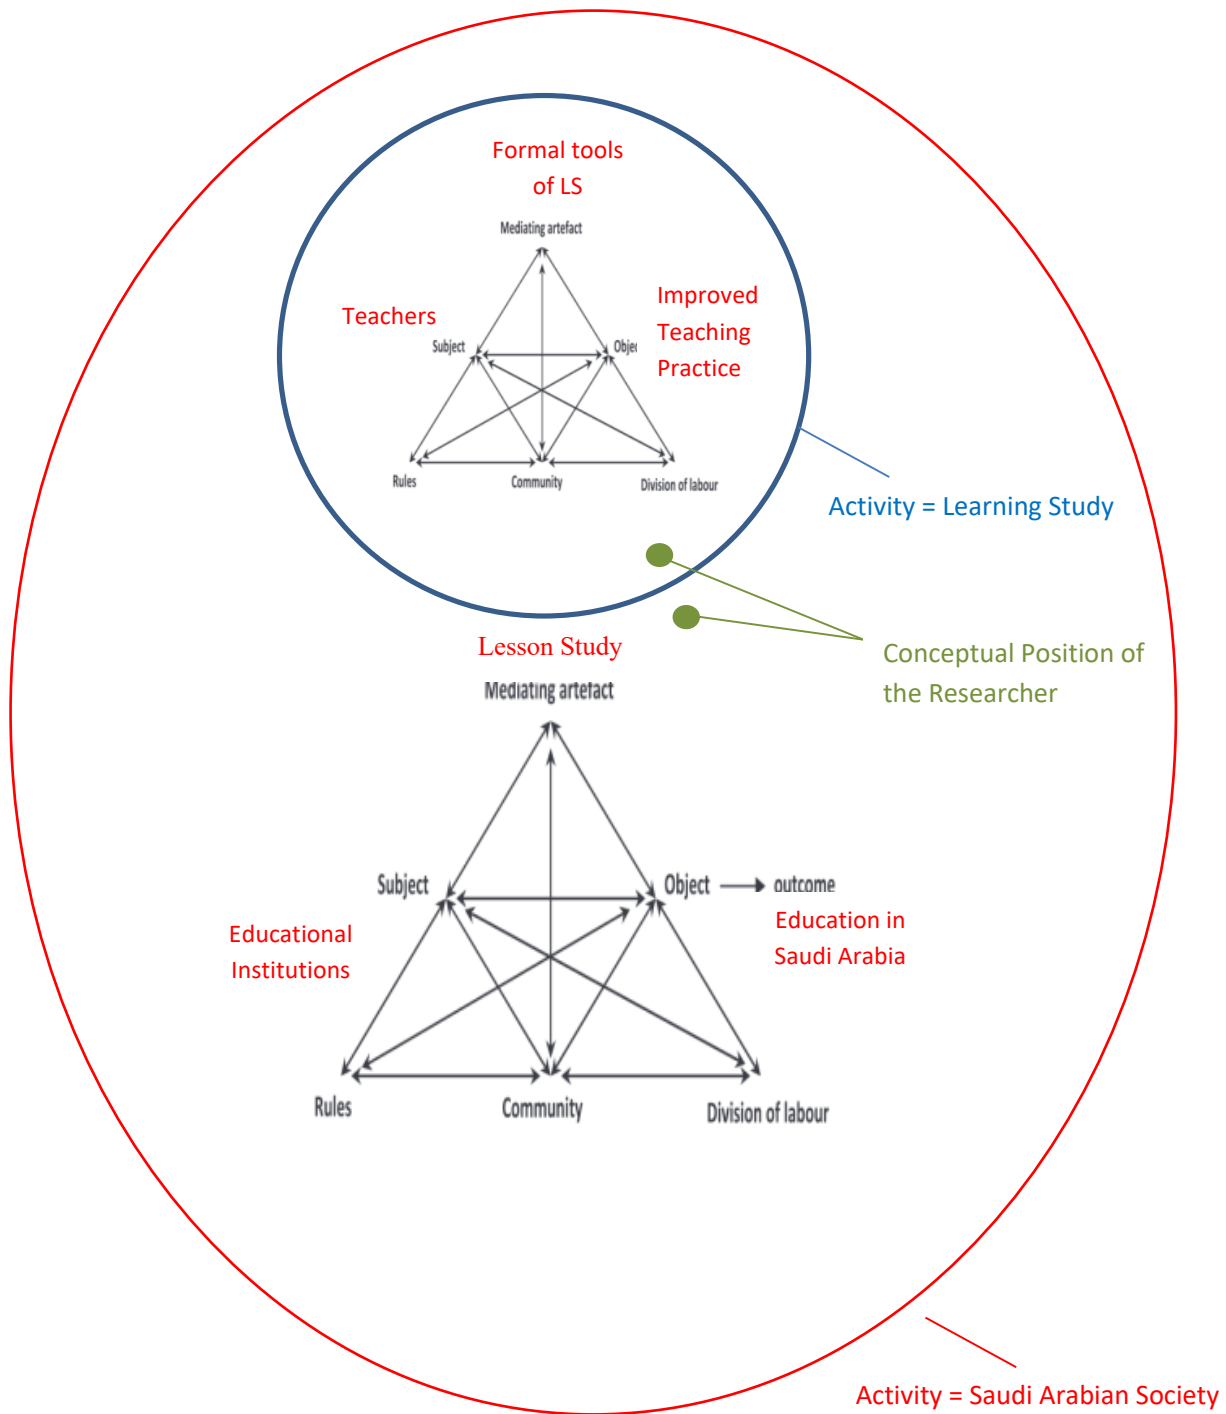 Formal tools
of LS
Mediating artefact
Teachers
Improved
Teaching
Practice
Subject
Objec
Rules
Community
Division of labour
Activity = Learning Study
Lesson Study
Mediating artefact
Conceptual Position of
the Researcher
Subject
Object
outcome
Educational
Institutions
Education in
Saudi Arabia
Rules
Community
Division of labour
Activity = Saudi Arabian Society